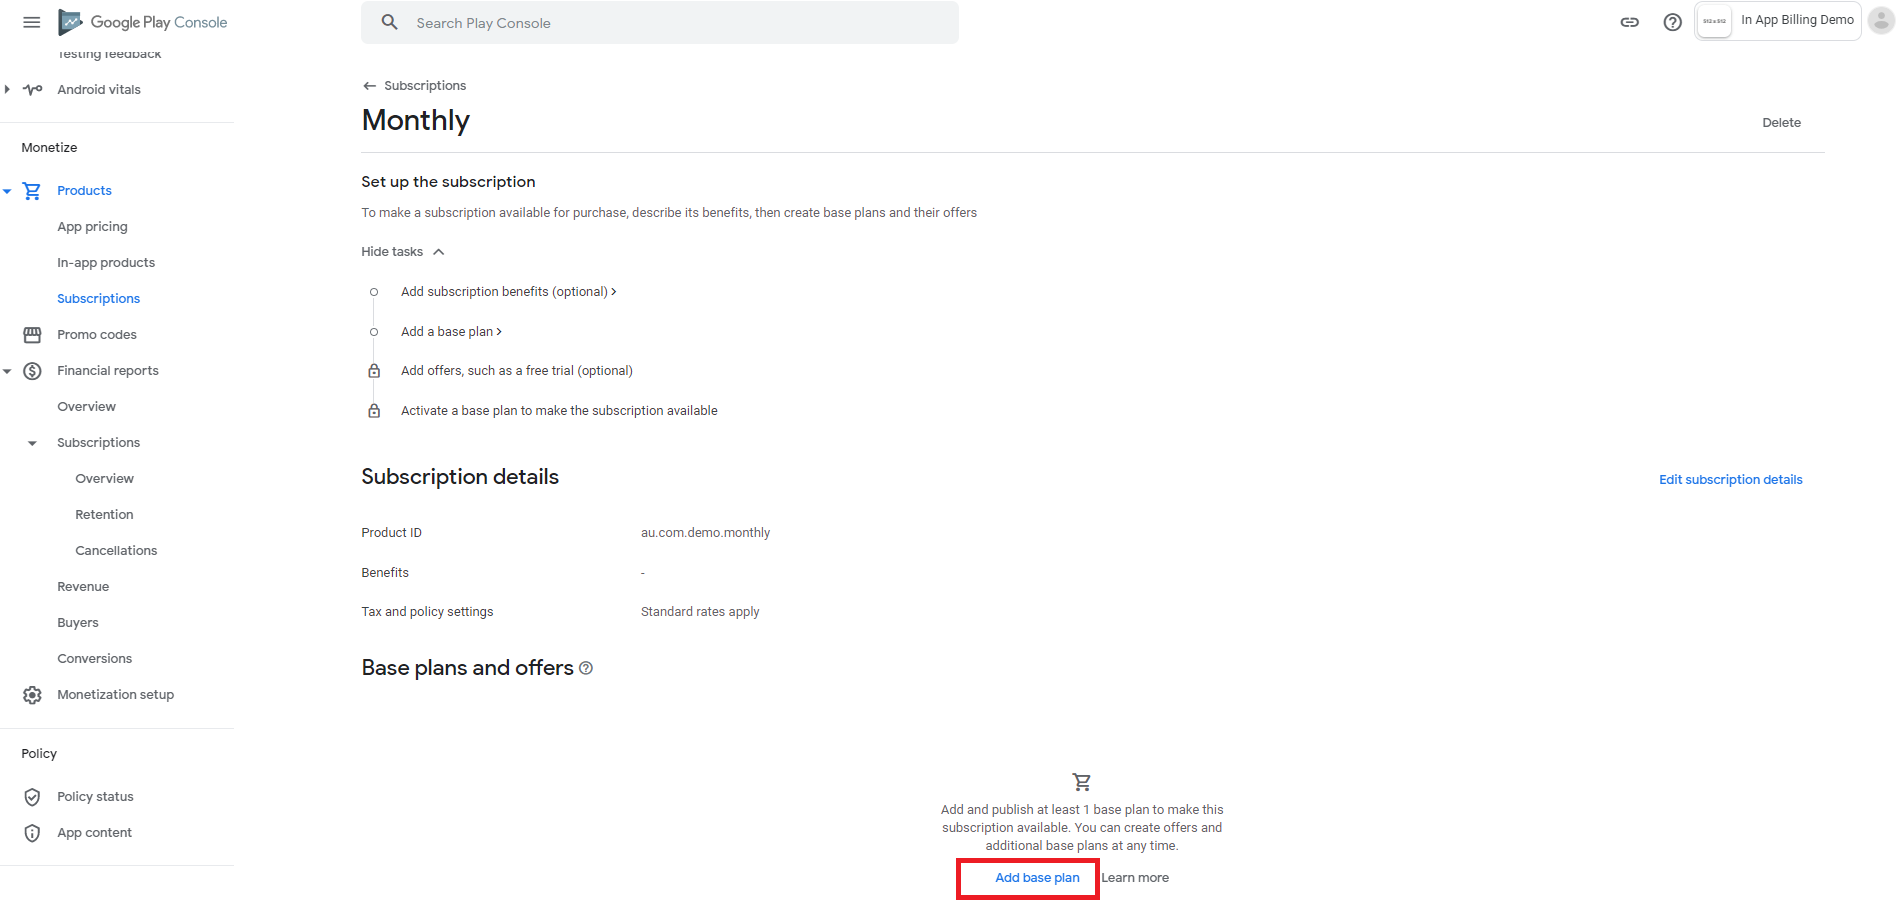 Google Play Console
Search Play Console
In App Billing Demo
Testing feedback
Android vitals
Monetize
Products
App pricing
In-app products
Subscriptions
Promo codes
Financial reports
Overview
Subscriptions
Overview
Retention
Cancellations
Revenue
Buyers
Conversions
Monetization setup
Policy
Policy status
App content
Subscriptions
Monthly
Delete
Set up the subscription
To make a subscription available for purchase, describe its benefits, then create base plans and their offers
Hide tasks
Add subscription benefits (optional)
Add a base plan
Add offers, such as a free trial (optional)
Activate a base plan to make the subscription available
Subscription details
Edit subscription details
Product ID au.com.demo.monthly
Benefits -
Tax and policy settings Standard rates apply
Base plans and offers
Add and publish at least 1 base plan to make this
subscription available. You can create offers and
additional base plans at any time.
Add base plan Learn more